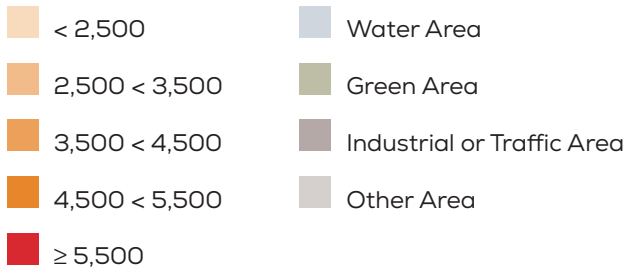 < 2,500
2,500 < 3,500
3,500 < 4,500
4,500 < 5,500
≥ 5,500
Water Area
Green Area
Industrial or Traffic Area
Other Area